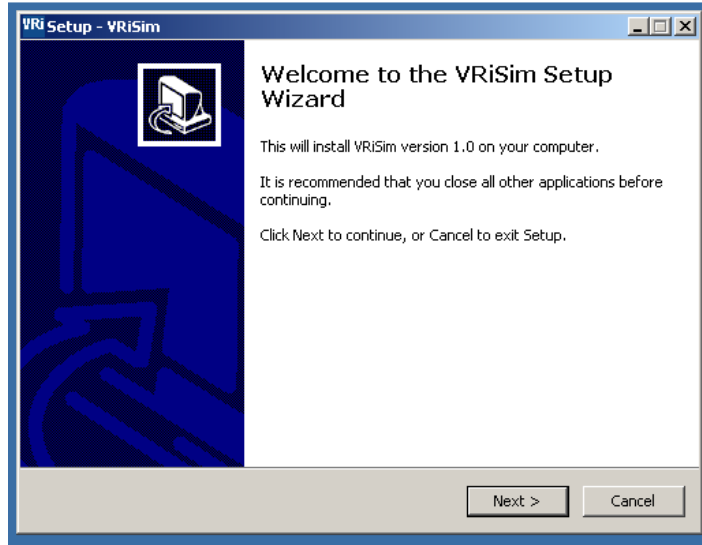 VRi Setup - VRiSim
Welcome to the VRiSim Setup
Wizard
This will install VRiSim version 1.0 on your computer.
It is recommended that you close all other applications before
continuing.
Click Next to continue, or Cancel to exit Setup.
Next >
Cancel